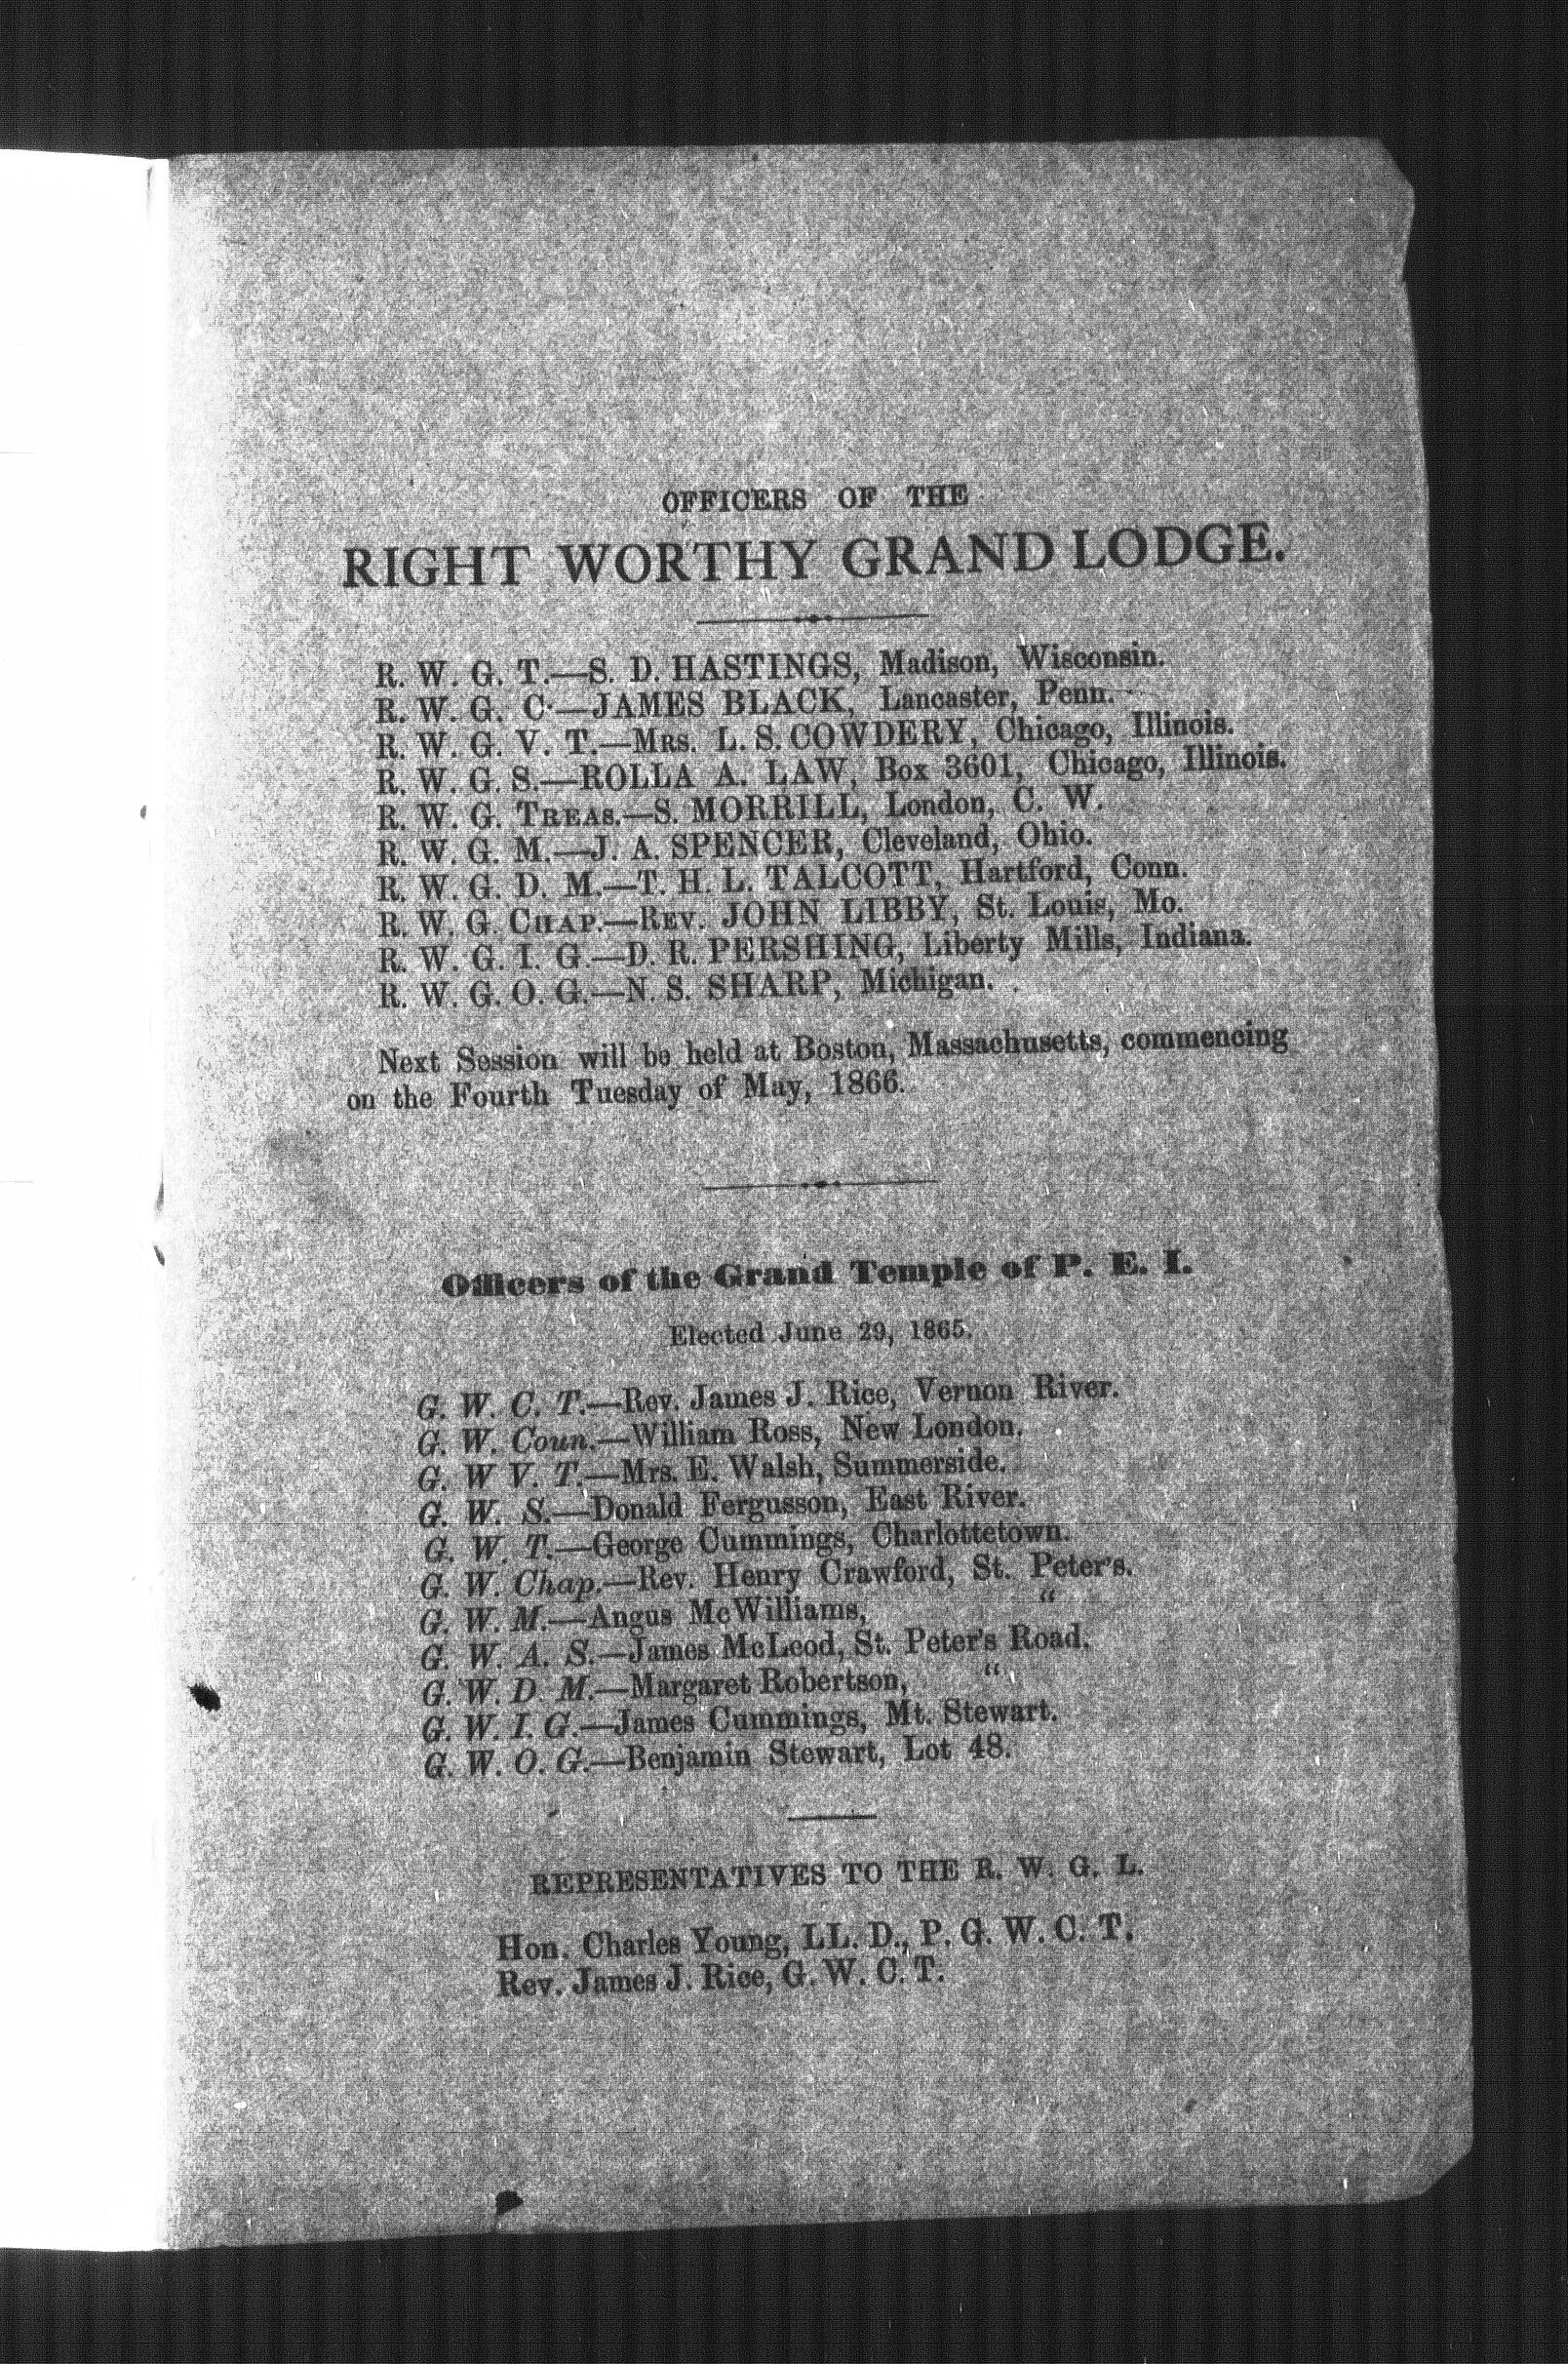 OFFICERS OF THE
RIGHT WORTHY GRAND LODGE.
R. W. G. T.—S. D. HASTINGS, Madison, Wisconsin.
R. W. G. C.—JAMES BLACK, Lancaster, Penn.
R. W. G. V. T.—MRS. L. S. COWDERY, Chicago, Illinois.
R. W. G. S.—ROLLA A. LAW, Box 3601, Chicago, Illinois.
R. W. G. TREAS.—S. MORRILL, London, C. W.
R. W. G. M.—J. A. SPENCER, Cleveland, Ohio.
R. W. G. D. M.—T. H. L. TALCOTT, Hartford, Conn.
R. W. G. CHAP.—REV. JOHN LIBBY, St. Louis, Mo.
R. W. G. I. G.—D. R. PERSHING, Liberty Mills, Indiana.
R. W. G. O. G.—N. S. SHARP, Michigan.
Next Session will be held at Boston, Massachusetts, commencing
on the Fourth Tuesday of May, 1866.
Officers of the Grand Temple of P. E. I.
Elected June 29, 1865.
G. W. C. T.—Rev. James J. Rice, Vernon River.
G. W. Coun.—William Ross, New London.
G. W V. T.—Mrs. E. Walsh, Summerside.
G. W. S.—Donald Fergusson, East River.
G. W. T.—George Cummings, Charlottetown.
G. W. Chap.—Rev. Henry Crawford, St. Peter's.
G. W. M.—Angus McWilliams, "
G. W. A. S.—James McLeod, St. Peter's Road.
G. W. D M.—Margaret Robertson, "
G. W. I. G.—James Cummings, Mt. Stewart.
G. W. O. G.—Benjamin Stewart, Lot 48.
REPRESENTATIVES TO THE R. W. G. L.
Hon. Charles Young, LL. D., P. G. W. C. T.
Rev. James J. Rice, G. W. C. T.